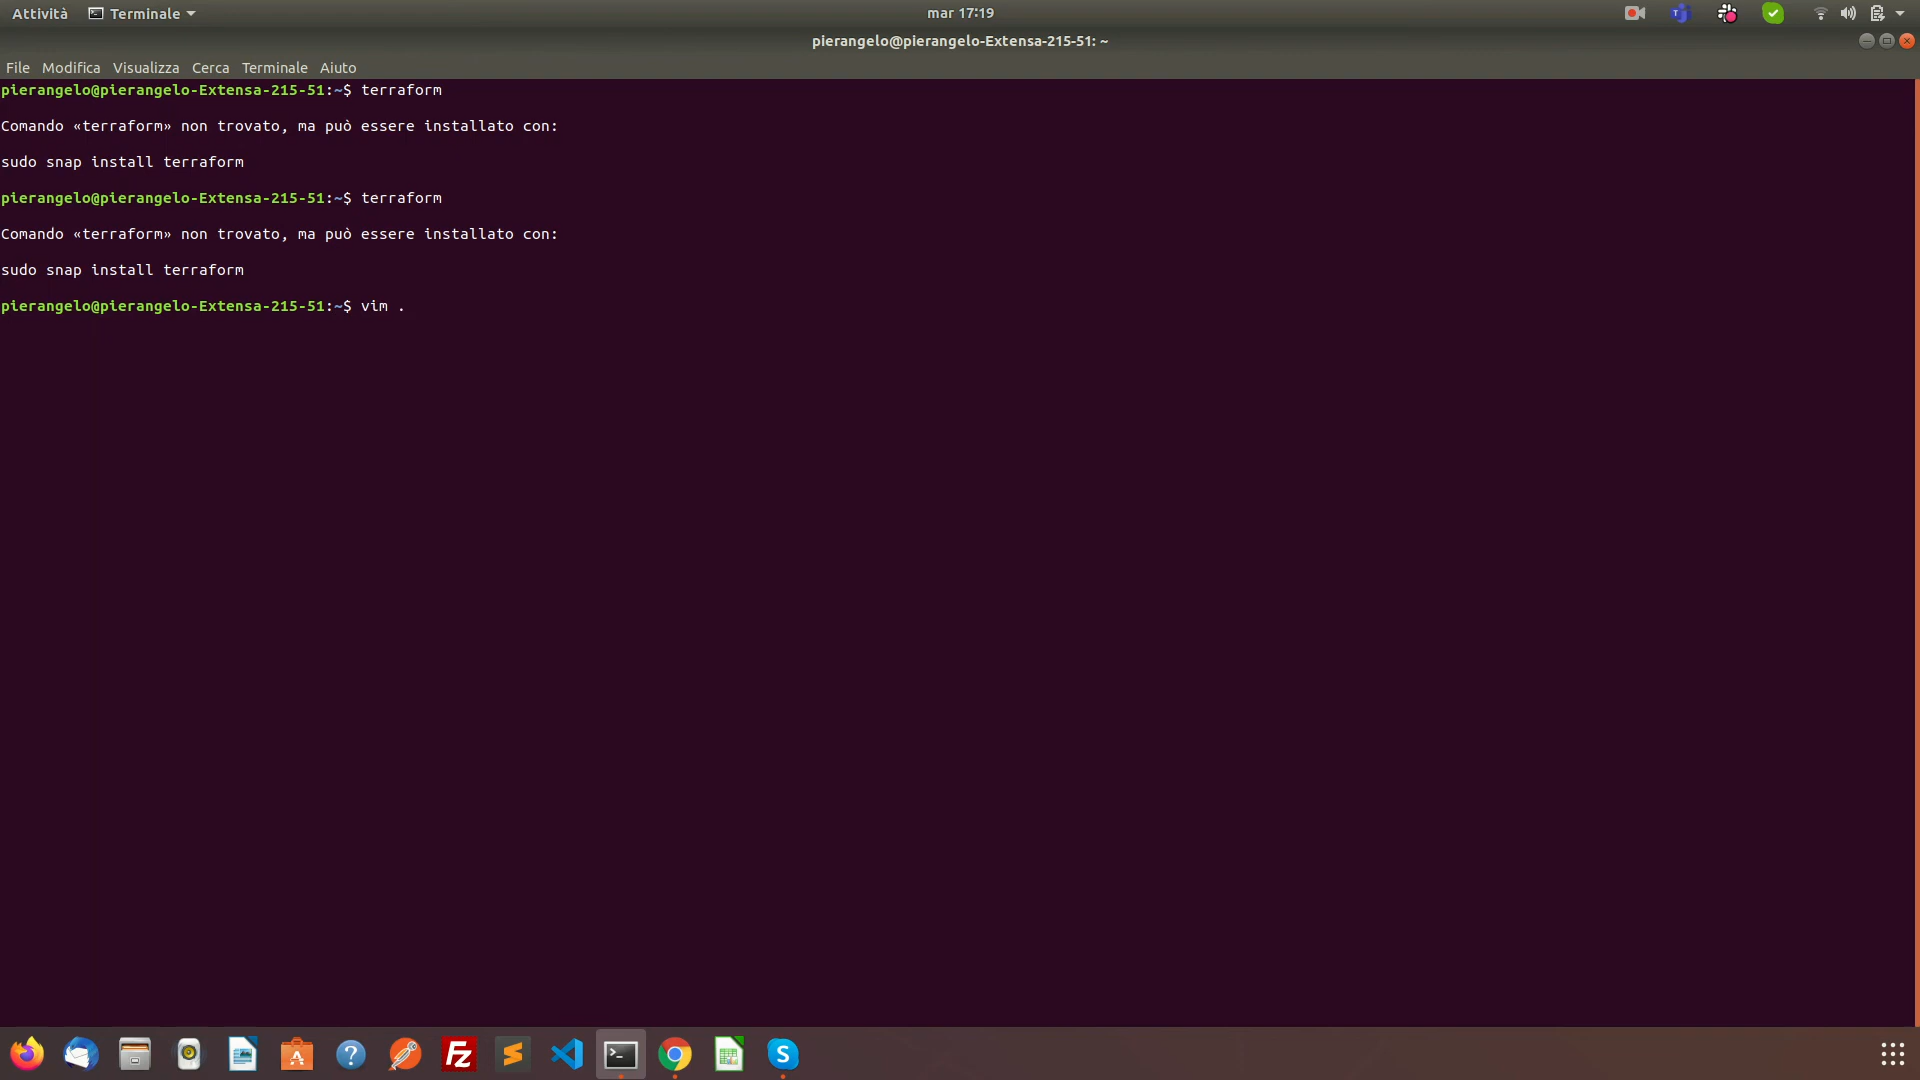 Attività Terminale mar 17:19
pierangelo@pierangelo-Extensa-215-51: ~
File Modifica Visualizza Cerca Terminale Aiuto
pierangelo@pierangelo-Extensa-215-51:~$ terraform
Comando «terraform» non trovato, ma può essere installato con:
sudo snap install terraform
pierangelo@pierangelo-Extensa-215-51:~$ terraform
Comando «terraform» non trovato, ma può essere installato con:
sudo snap install terraform
pierangelo@pierangelo-Extensa-215-51:~$ vim .